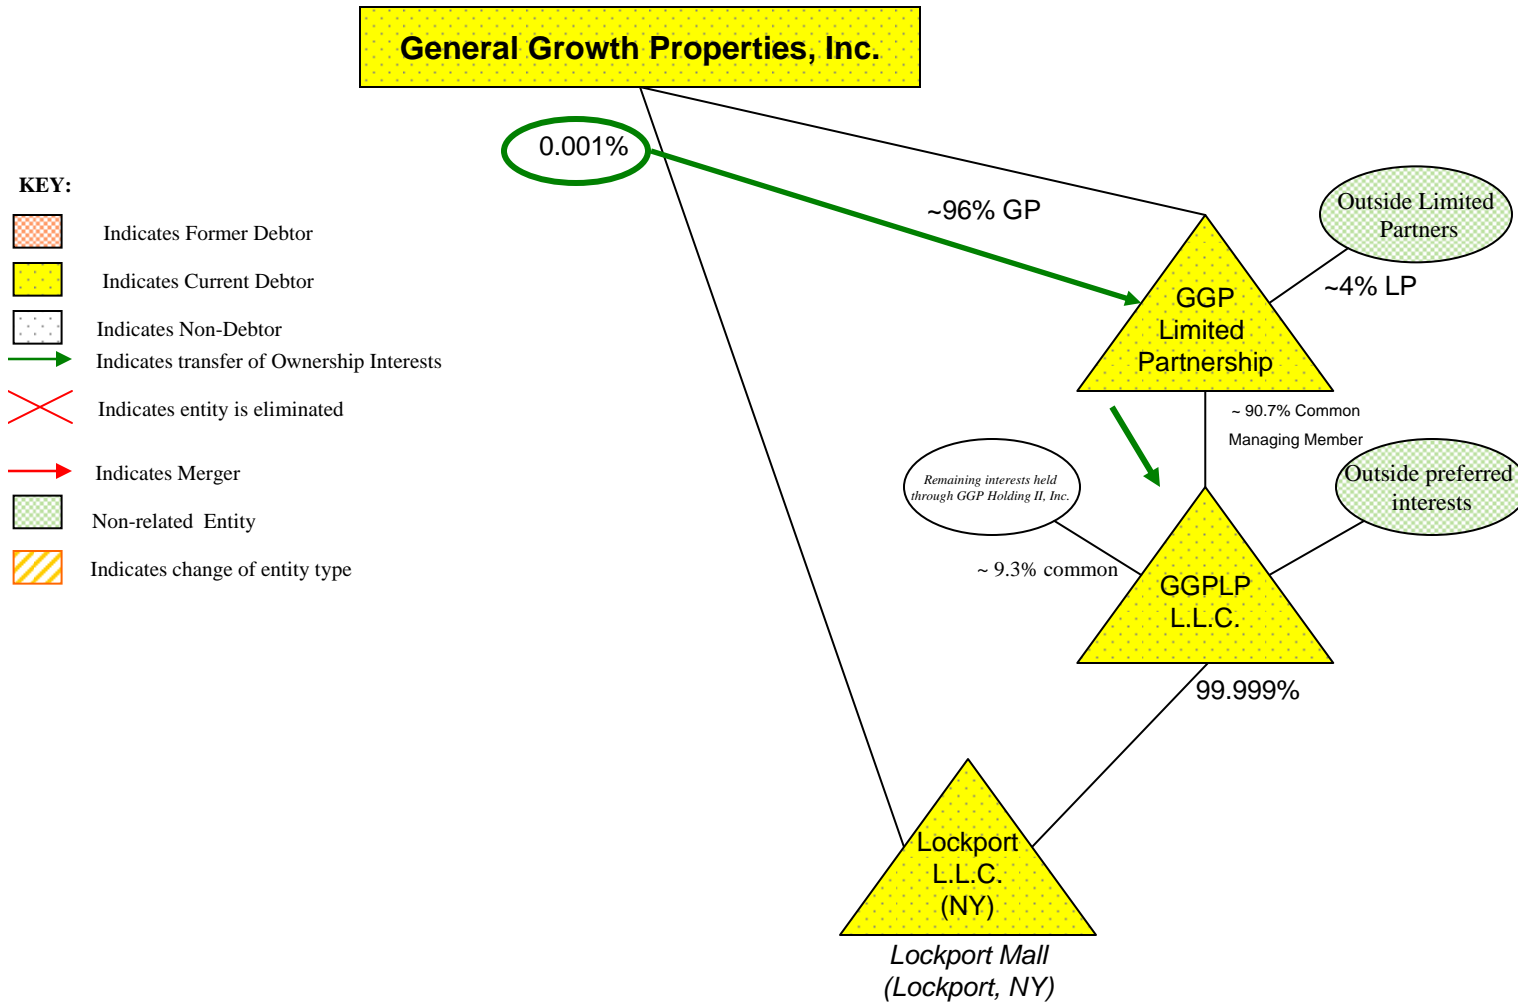 General Growth Properties, Inc.
0.001%
KEY:
Indicates Former Debtor
Indicates Current Debtor
Indicates Non-Debtor
Indicates transfer of Ownership Interests
Indicates entity is eliminated
Indicates Merger
Non-related Entity
Indicates change of entity type
~96% GP
Outside Limited
Partners
~4% LP
GGP
Limited
Partnership
~ 90.7% Common
Managing Member
Remaining interests held
through GGP Holding II, Inc.
~ 9.3% common
Outside preferred
interests
GGPLP
L.L.C.
99.999%
Lockport
L.L.C.
(NY)
Lockport Mall
(Lockport, NY)